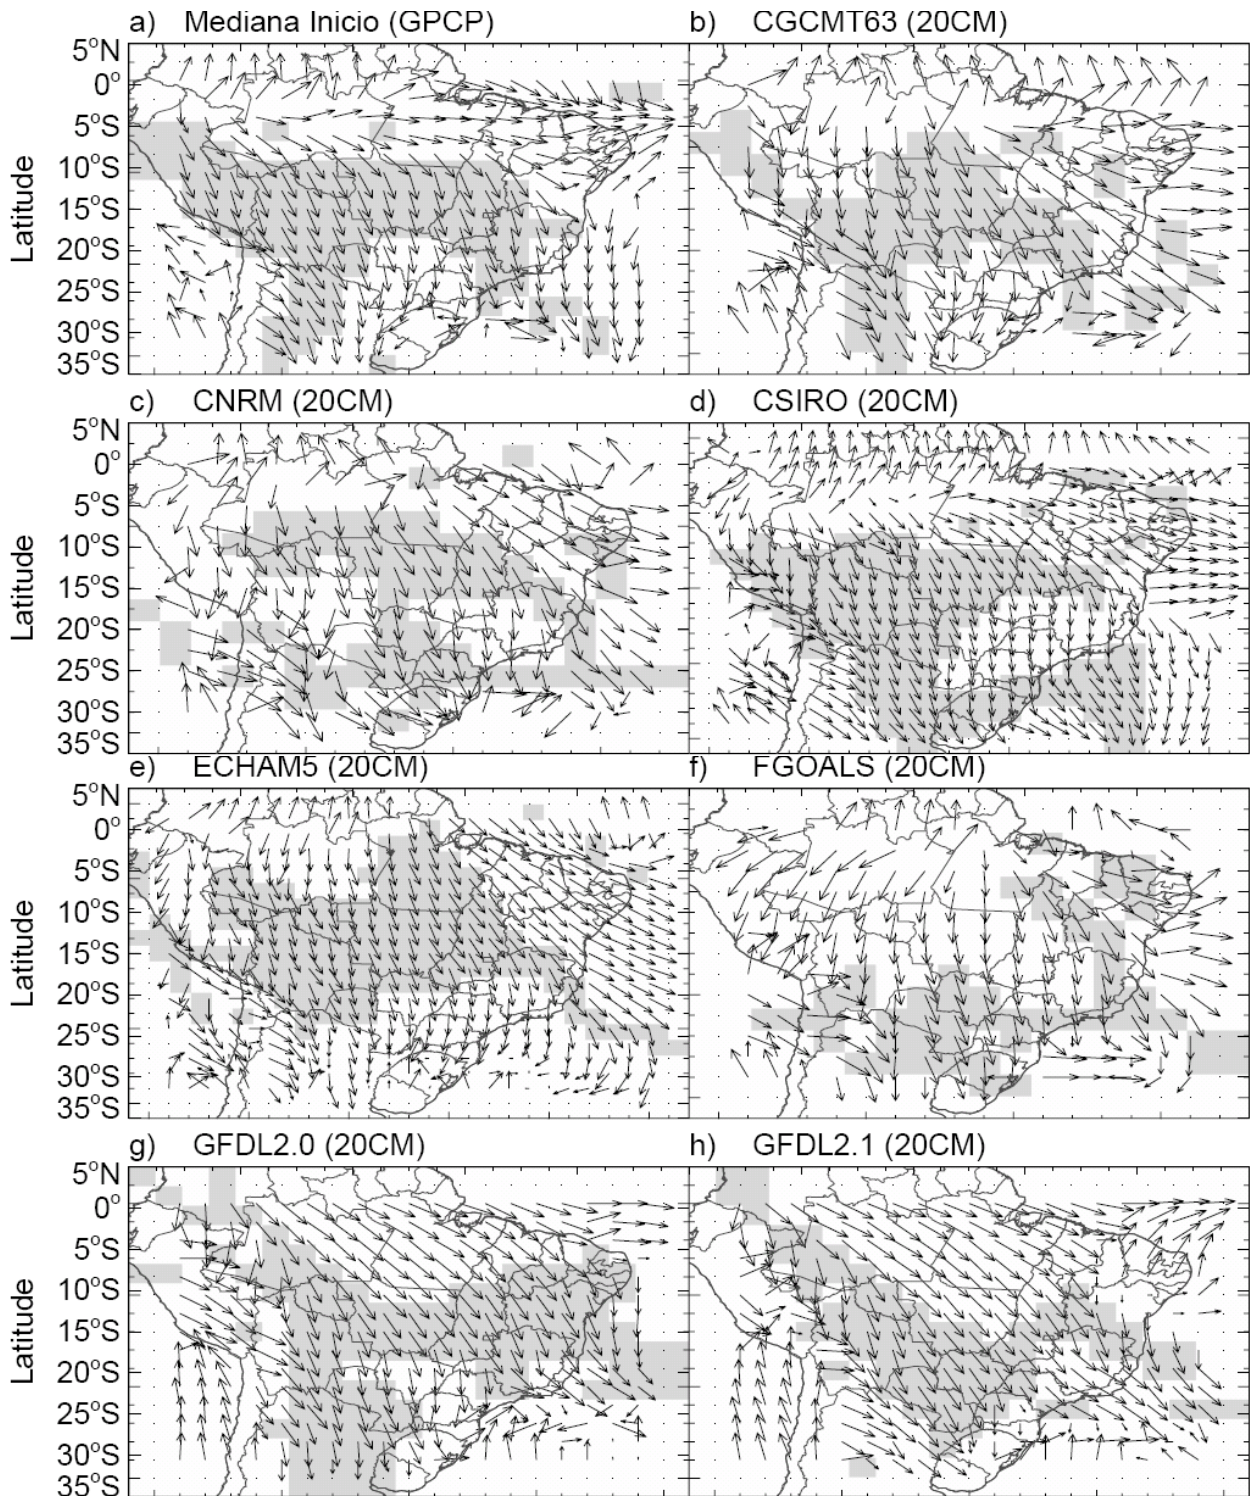 a) Mediana Inicio (GPCP) b) CGCMT63 (20CM)
5°N
0°
5°S
10°S
15°S
20°S
25°S
30°S
35°S
Latitude
c) CNRM (20CM) d) CSIRO (20CM)
5°N
0°
5°S
10°S
15°S
20°S
25°S
30°S
35°S
Latitude
e) ECHAM5 (20CM) f) FGOALS (20CM)
5°N
0°
5°S
10°S
15°S
20°S
25°S
30°S
35°S
Latitude
g) GFDL2.0 (20CM) h) GFDL2.1 (20CM)
5°N
0°
5°S
10°S
15°S
20°S
25°S
30°S
35°S
Latitude